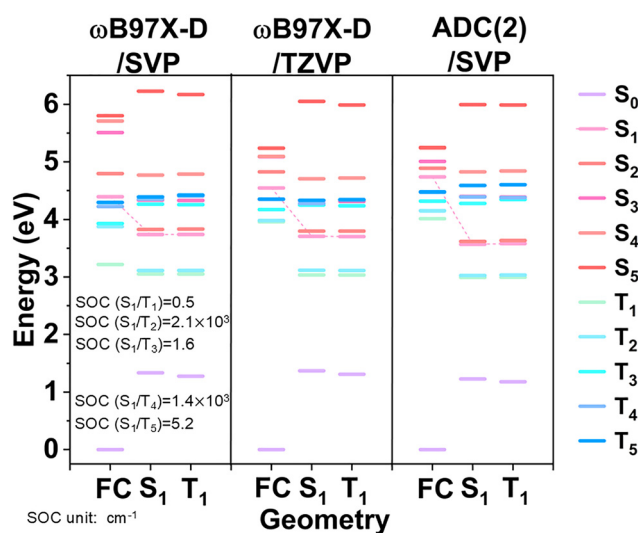 ωB97X-D
/SVP
ωB97X-D
/TZVP
ADC(2)
/SVP
Energy (eV)
6
5
4
3
2
1
0
SOC (S₁/T₁)=0.5
SOC (S₁/T₂)=2.1×10³
SOC (S₁/T₃)=1.6
SOC (S₁/T₄)=1.4×10³
SOC (S₁/T₅)=5.2
FC S₁ T₁
FC S₁ T₁
FC S₁ T₁
SOC unit: cm⁻¹
Geometry
S₀
S₁
S₂
S₃
S₄
S₅
T₁
T₂
T₃
T₄
T₅